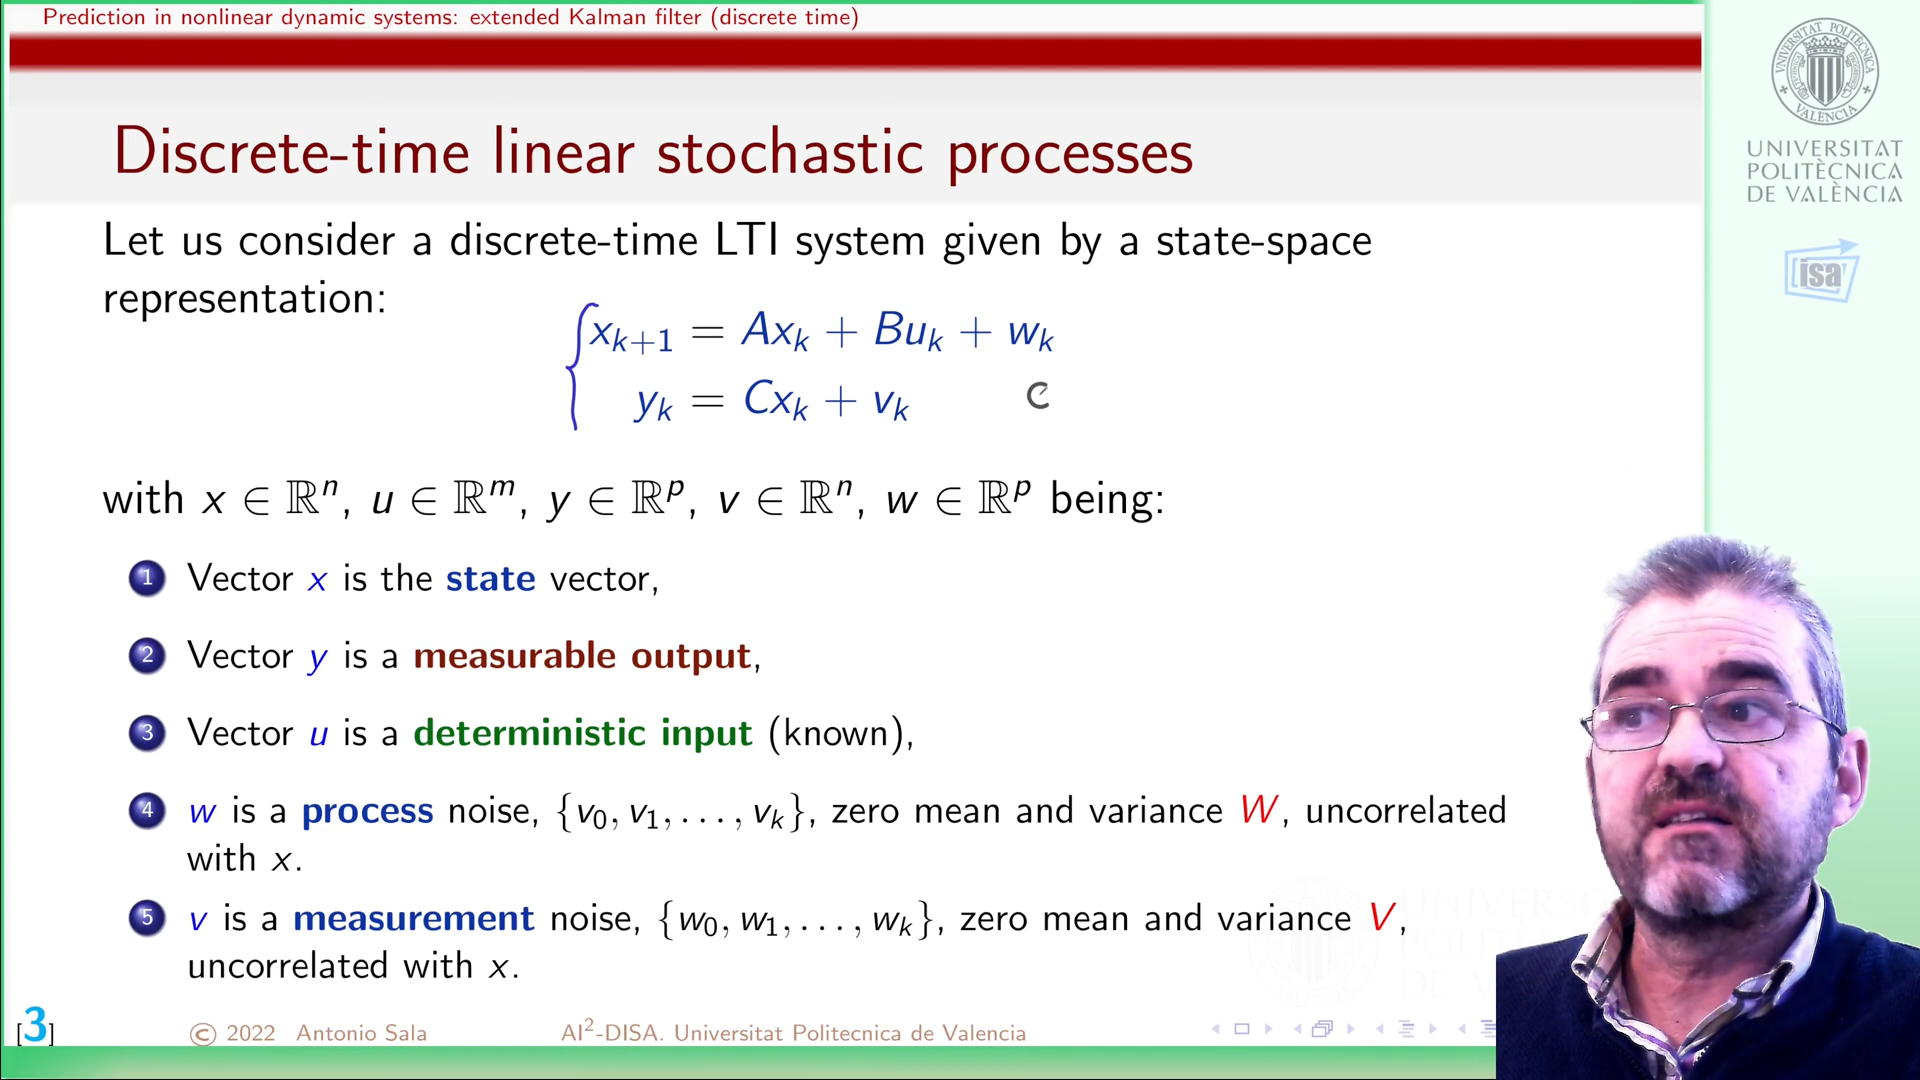 Prediction in nonlinear dynamic systems: extended Kalman filter (discrete time)
Discrete-time linear stochastic processes
Let us consider a discrete-time LTI system given by a state-space
representation:
x_{k+1} = Ax_k + Bu_k + w_k
y_k = Cx_k + v_k
with x ∈ ℝ^n, u ∈ ℝ^m, y ∈ ℝ^p, v ∈ ℝ^n, w ∈ ℝ^p being:
1 Vector x is the state vector,
2 Vector y is a measurable output,
3 Vector u is a deterministic input (known),
4 w is a process noise, {v_0, v_1, . . . , v_k}, zero mean and variance W, uncorrelated
with x.
5 v is a measurement noise, {w_0, w_1, . . . , w_k}, zero mean and variance V,
uncorrelated with x.
[3]
© 2022 Antonio Sala
AI²-DISA. Universitat Politecnica de Valencia
UNIVERSITAT
POLITÈCNICA
DE VALÈNCIA
isa